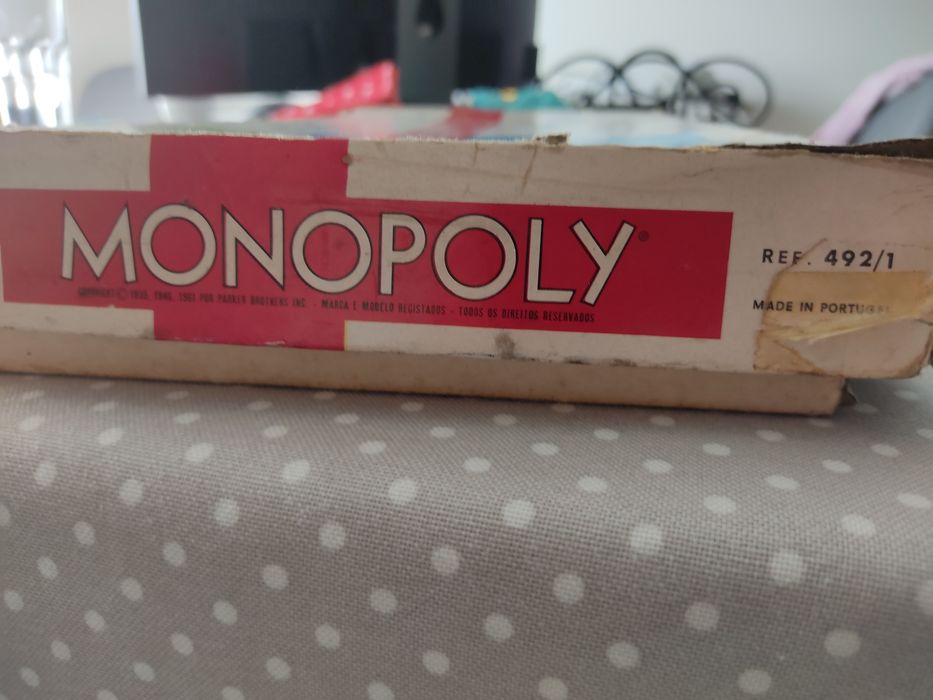 MONOPOLY®
COPYRIGHT © 1935, 1946, 1961 POR PARKER BROTHERS INC. - MARCA E MODELO REGISTADOS - TODOS OS DIREITOS RESERVADOS
REF. 492/1
MADE IN PORTUGAL